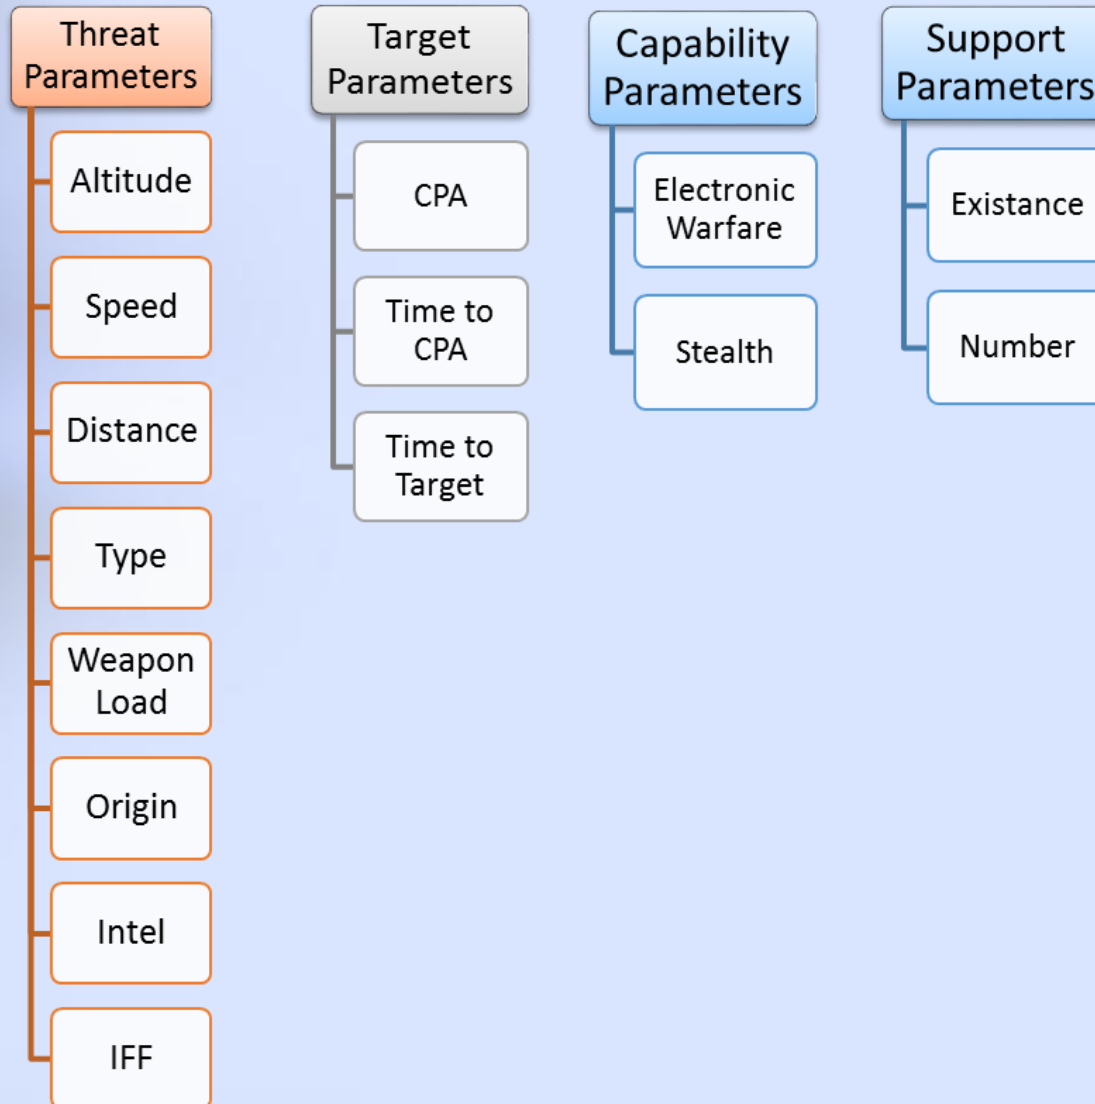 Threat
Parameters
Altitude
Speed
Distance
Type
Weapon
Load
Origin
Intel
IFF
Target
Parameters
CPA
Time to
CPA
Time to
Target
Capability
Parameters
Electronic
Warfare
Stealth
Support
Parameters
Existance
Number